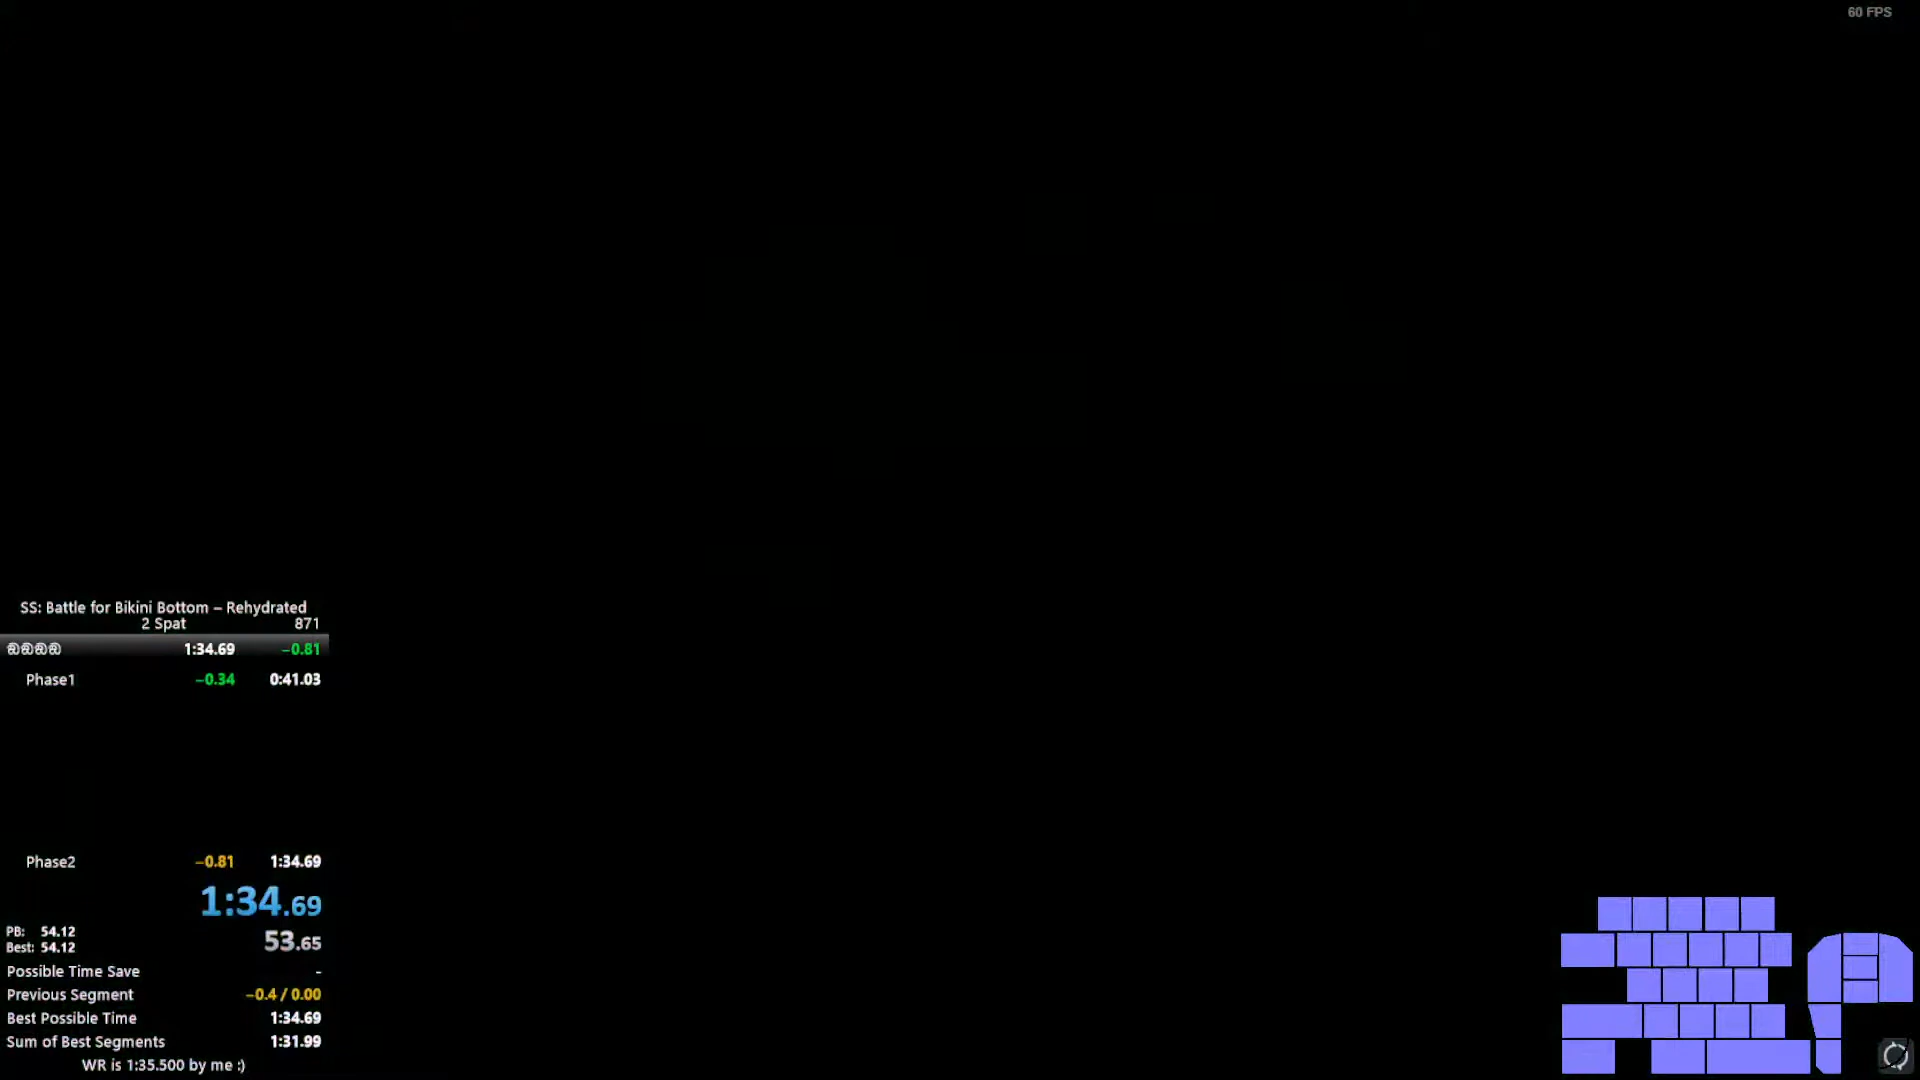 60 FPS
SS: Battle for Bikini Bottom – Rehydrated
2 Spat 871
1:34.69 −0.81
Phase1 −0.34 0:41.03
Phase2 −0.81 1:34.69
1:34.69
PB: 54.12
Best: 54.12
53.65
Possible Time Save -
Previous Segment −0.4 / 0.00
Best Possible Time 1:34.69
Sum of Best Segments 1:31.99
WR is 1:35.500 by me :)